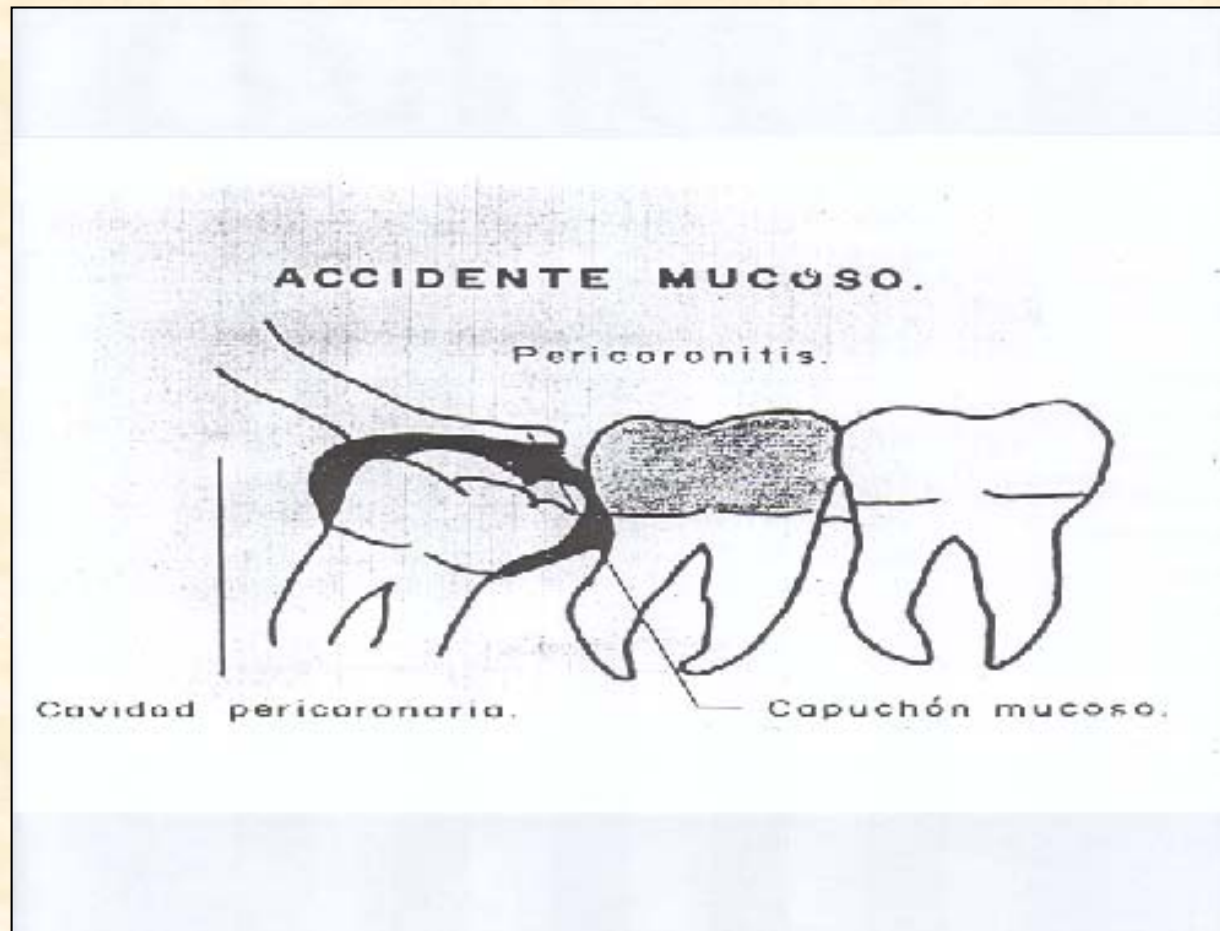 ACCIDENTE MUCOSO.
Pericoronitis.
Cavidad pericoronaria.
Capuchón mucoso.